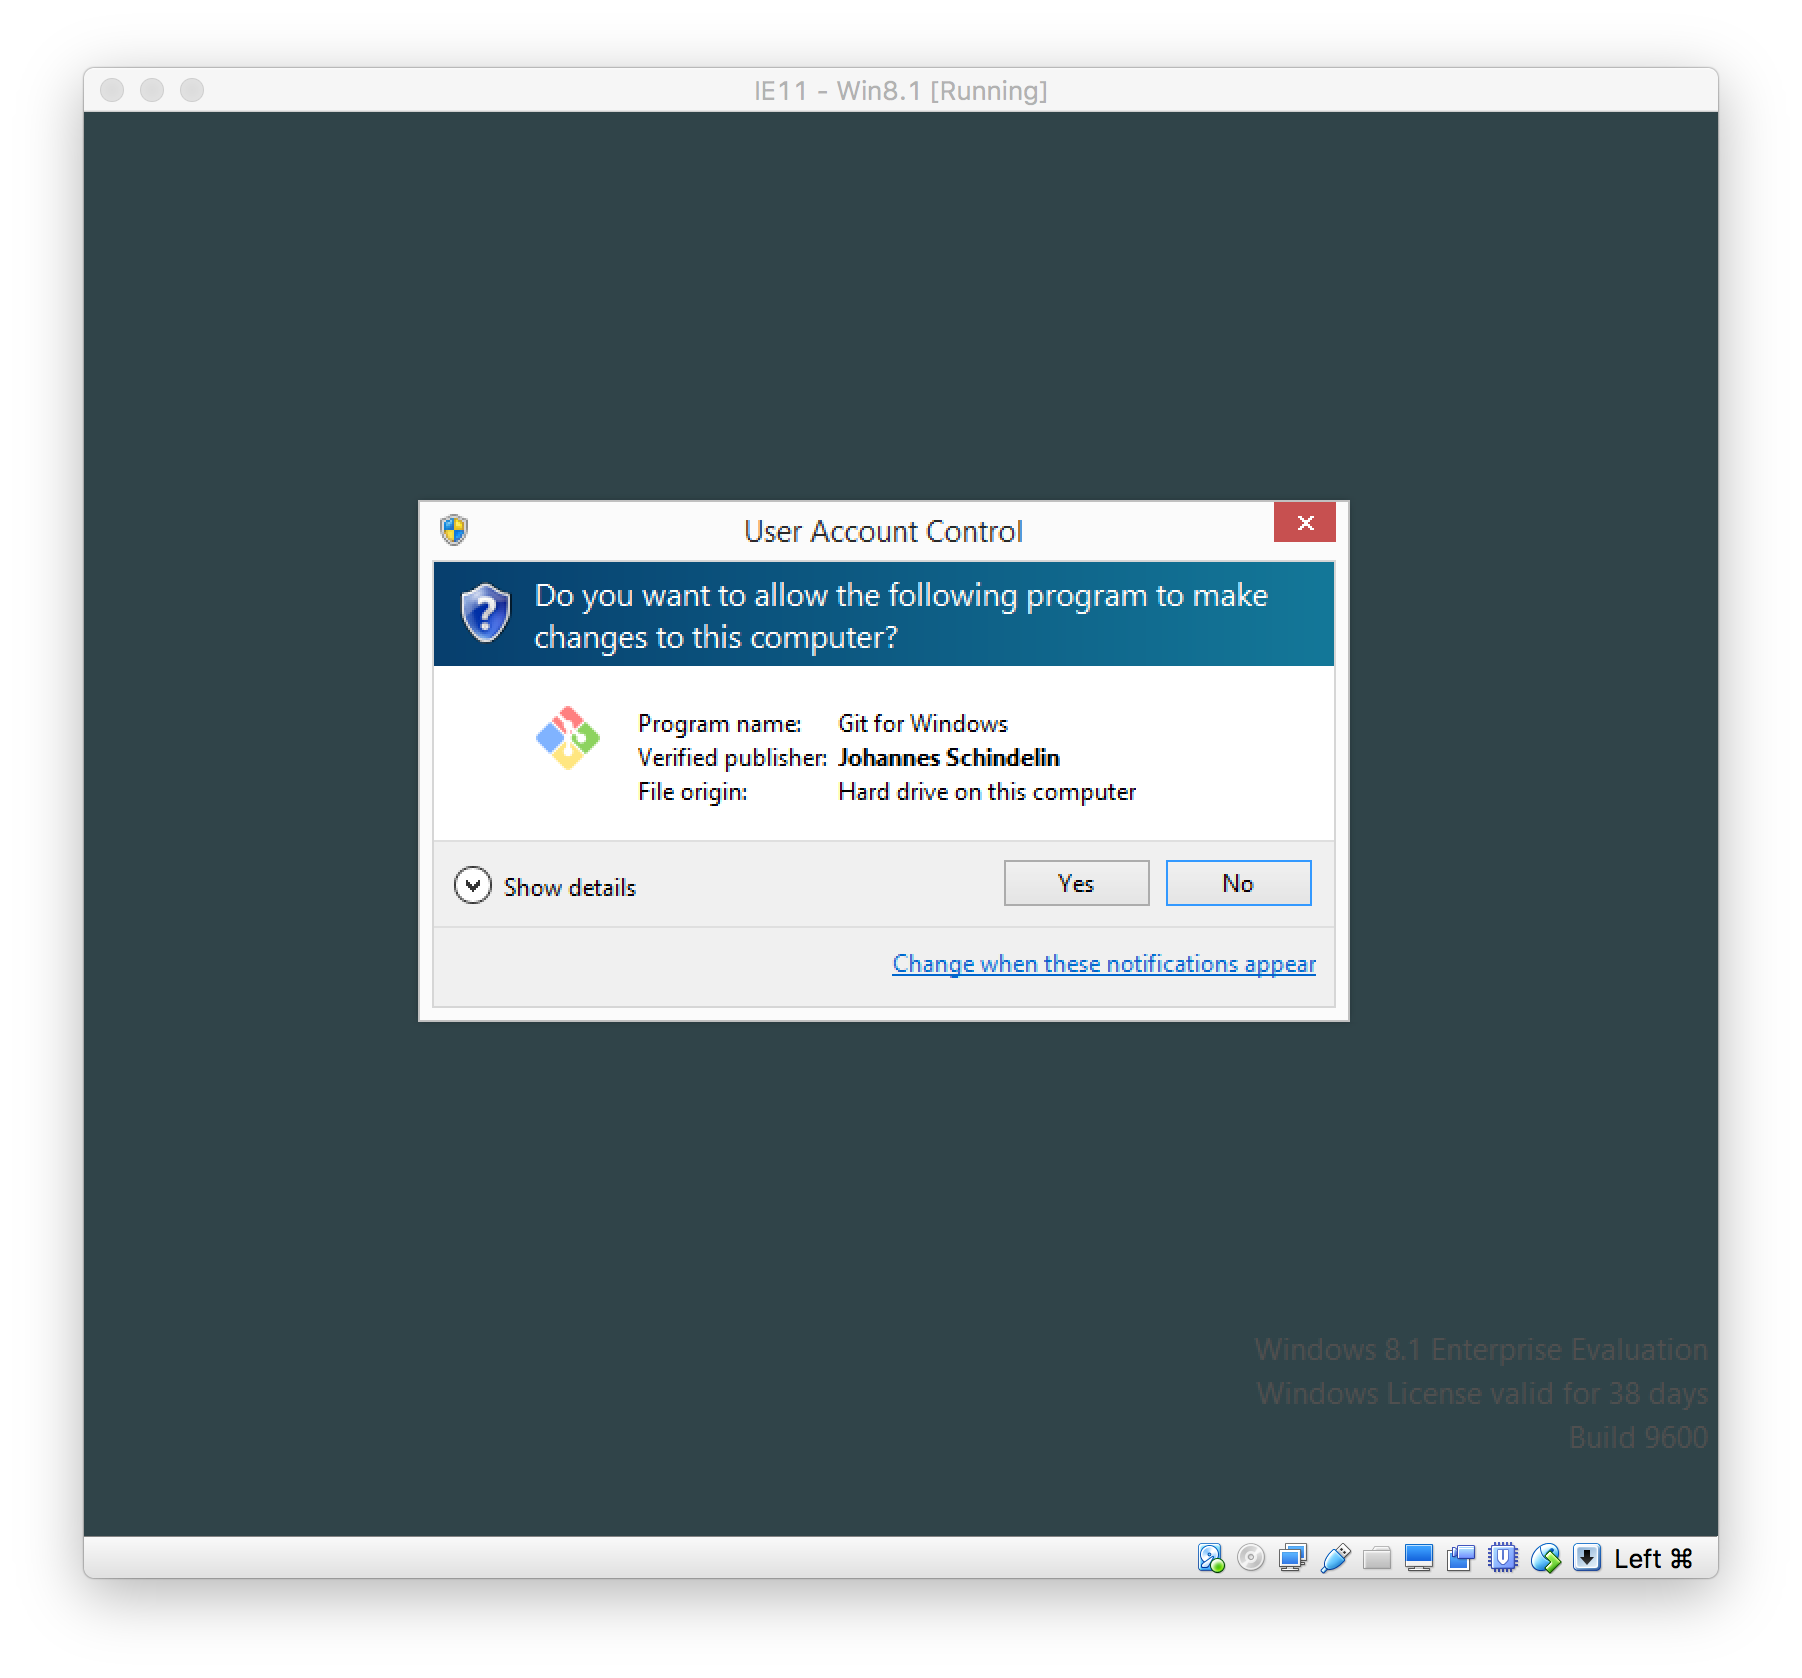 IE11 - Win8.1 [Running]
User Account Control
Do you want to allow the following program to make
changes to this computer?
Program name: Git for Windows
Verified publisher: Johannes Schindelin
File origin: Hard drive on this computer
Show details
Yes
No
Change when these notifications appear
Windows 8.1 Enterprise Evaluation
Windows License valid for 38 days
Build 9600
Left ⌘